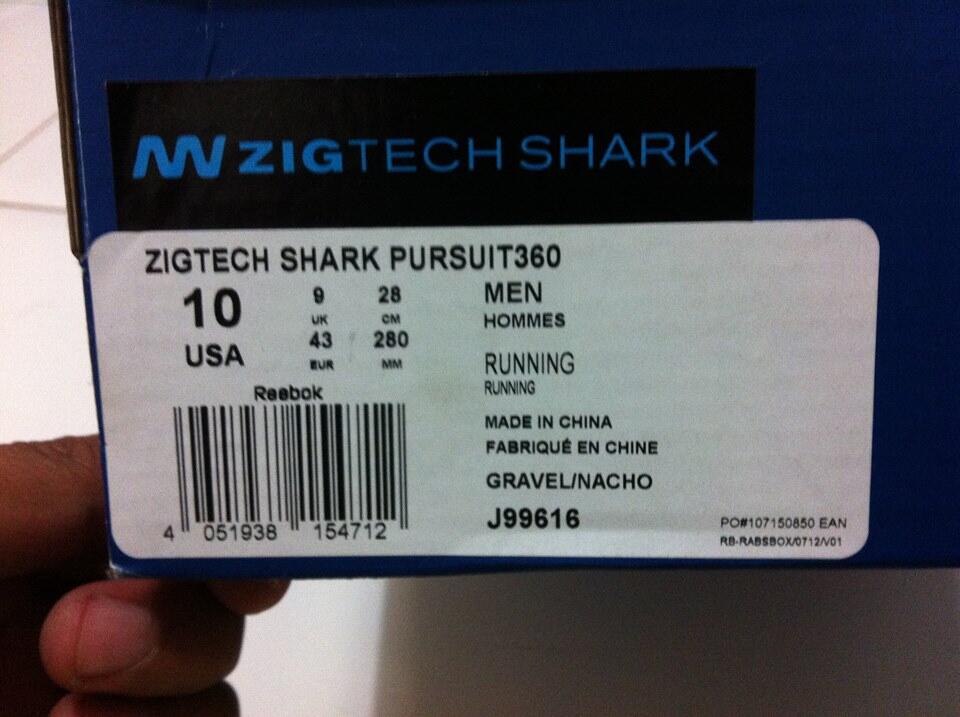 ZIGTECH SHARK
ZIGTECH SHARK PURSUIT360
10 USA
9 UK
28 CM
43 EUR
280 MM
MEN
HOMMES
RUNNING
RUNNING
Reebok
MADE IN CHINA
FABRIQUÉ EN CHINE
GRAVEL/NACHO
J99616
4 051938 154712
PO#107150850 EAN
RB-RABSBOX/0712/V01